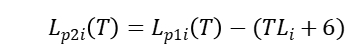 L_{p2i}(T) = L_{p1i}(T) − (TL_i + 6)